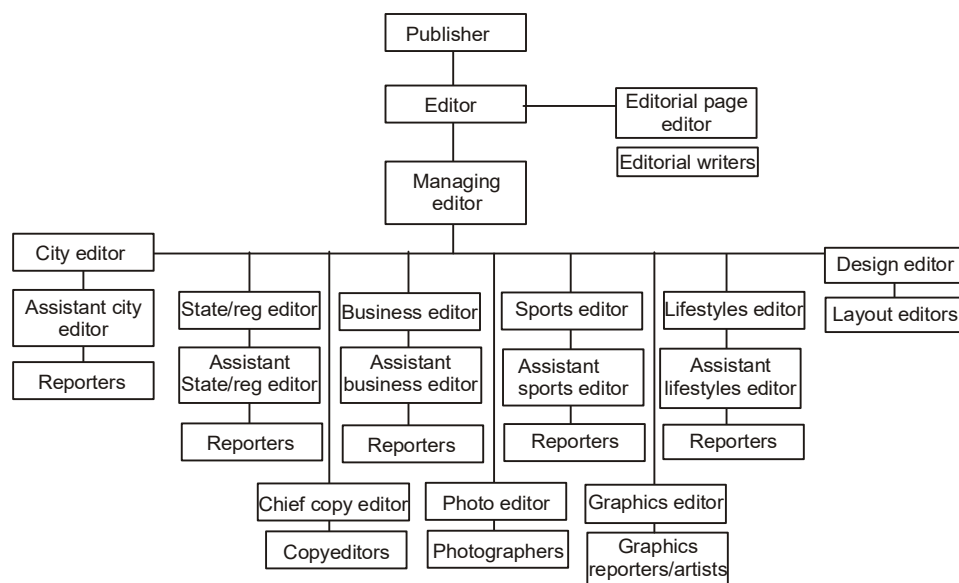 Publisher
Editor
Editorial page
editor
Editorial writers
Managing
editor
City editor
Design editor
Assistant city
editor
State/reg editor
Business editor
Sports editor
Lifestyles editor
Layout editors
Reporters
Assistant
State/reg editor
Assistant
business editor
Assistant
sports editor
Assistant
lifestyles editor
Reporters
Reporters
Reporters
Reporters
Chief copy editor
Photo editor
Graphics editor
Copyeditors
Photographers
Graphics
reporters/artists